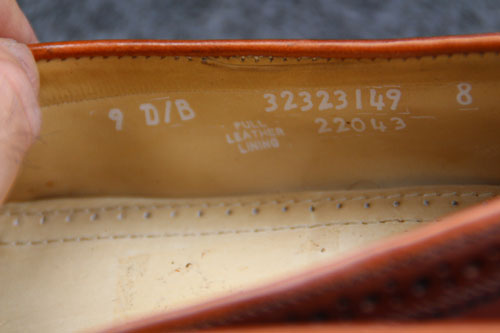 9 D/B 32323149 8
FULL 22043
LEATHER
LINING